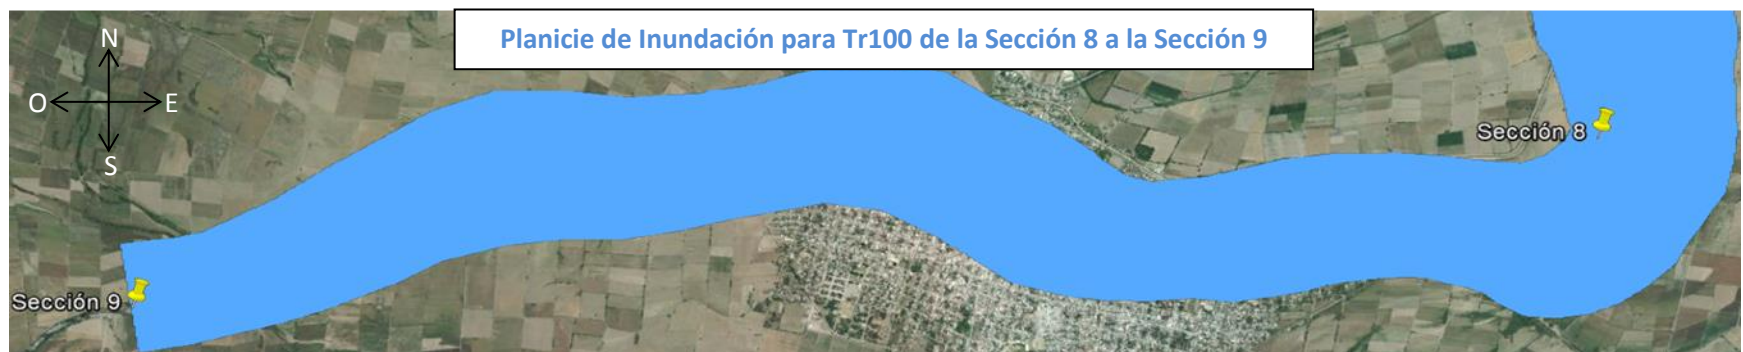 Planicie de Inundación para Tr100 de la Sección 8 a la Sección 9
N
O E
S
Sección 8
Sección 9